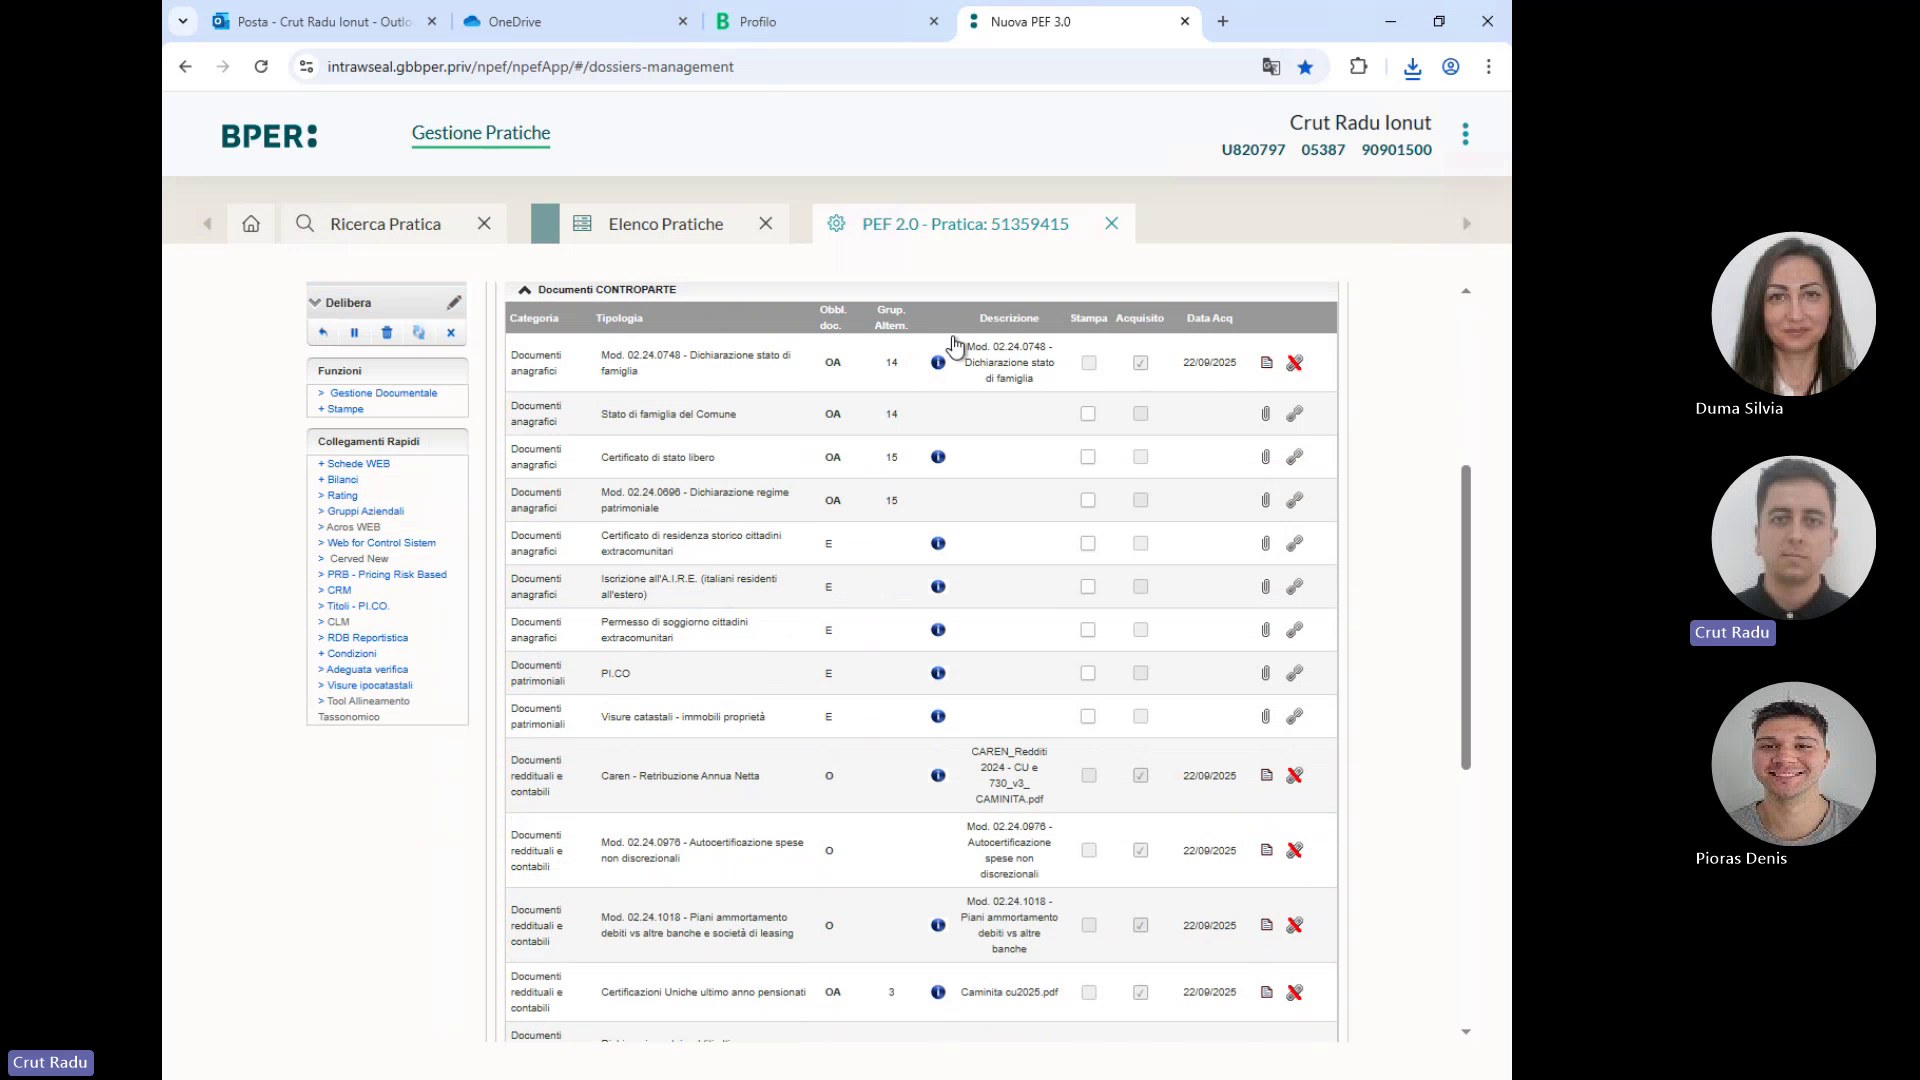 Posta - Crut Radu Ionut - Outlo
OneDrive
Profilo
Nuova PEF 3.0
intrawseal.gbbper.priv/npef/npefApp/#/dossiers-management
BPER:
Gestione Pratiche
Crut Radu Ionut
U820797 05387 90901500
Ricerca Pratica
Elenco Pratiche
PEF 2.0 - Pratica: 51359415
Delibera
Funzioni
> Gestione Documentale
+ Stampe
Collegamenti Rapidi
+ Schede WEB
+ Bilanci
> Rating
> Gruppi Aziendali
> Acros WEB
> Web for Control Sistem
> Cerved New
> PRB - Pricing Risk Based
> CRM
> Titoli - PI.CO.
> CLM
> RDB Reportistica
+ Condizioni
> Adeguata verifica
> Visure ipocatastali
> Tool Allineamento
Tassonomico
Documenti CONTROPARTE
Categoria Tipologia Obbl. doc. Grup. Altern. Descrizione Stampa Acquisito Data Acq
Documenti anagrafici Mod. 02.24.0748 - Dichiarazione stato di famiglia OA 14 Mod. 02.24.0748 - Dichiarazione stato di famiglia 22/09/2025
Documenti anagrafici Stato di famiglia del Comune OA 14
Documenti anagrafici Certificato di stato libero OA 15
Documenti anagrafici Mod. 02.24.0696 - Dichiarazione regime patrimoniale OA 15
Documenti anagrafici Certificato di residenza storico cittadini extracomunitari E
Documenti anagrafici Iscrizione all'A.I.R.E. (italiani residenti all'estero) E
Documenti anagrafici Permesso di soggiorno cittadini extracomunitari E
Documenti patrimoniali PI.CO E
Documenti patrimoniali Visure catastali - immobili proprietà E
Documenti reddituali e contabili Caren - Retribuzione Annua Netta O CAREN_Redditi 2024 - CU e 730_v3_ CAMINITA.pdf 22/09/2025
Documenti reddituali e contabili Mod. 02.24.0976 - Autocertificazione spese non discrezionali O Mod. 02.24.0976 - Autocertificazione spese non discrezionali 22/09/2025
Documenti reddituali e contabili Mod. 02.24.1018 - Piani ammortamento debiti vs altre banche e società di leasing O Mod. 02.24.1018 - Piani ammortamento debiti vs altre banche 22/09/2025
Documenti reddituali e contabili Certificazioni Uniche ultimo anno pensionati OA 3 Caminita cu2025.pdf 22/09/2025
Documenti
Duma Silvia
Crut Radu
Pioras Denis
Crut Radu